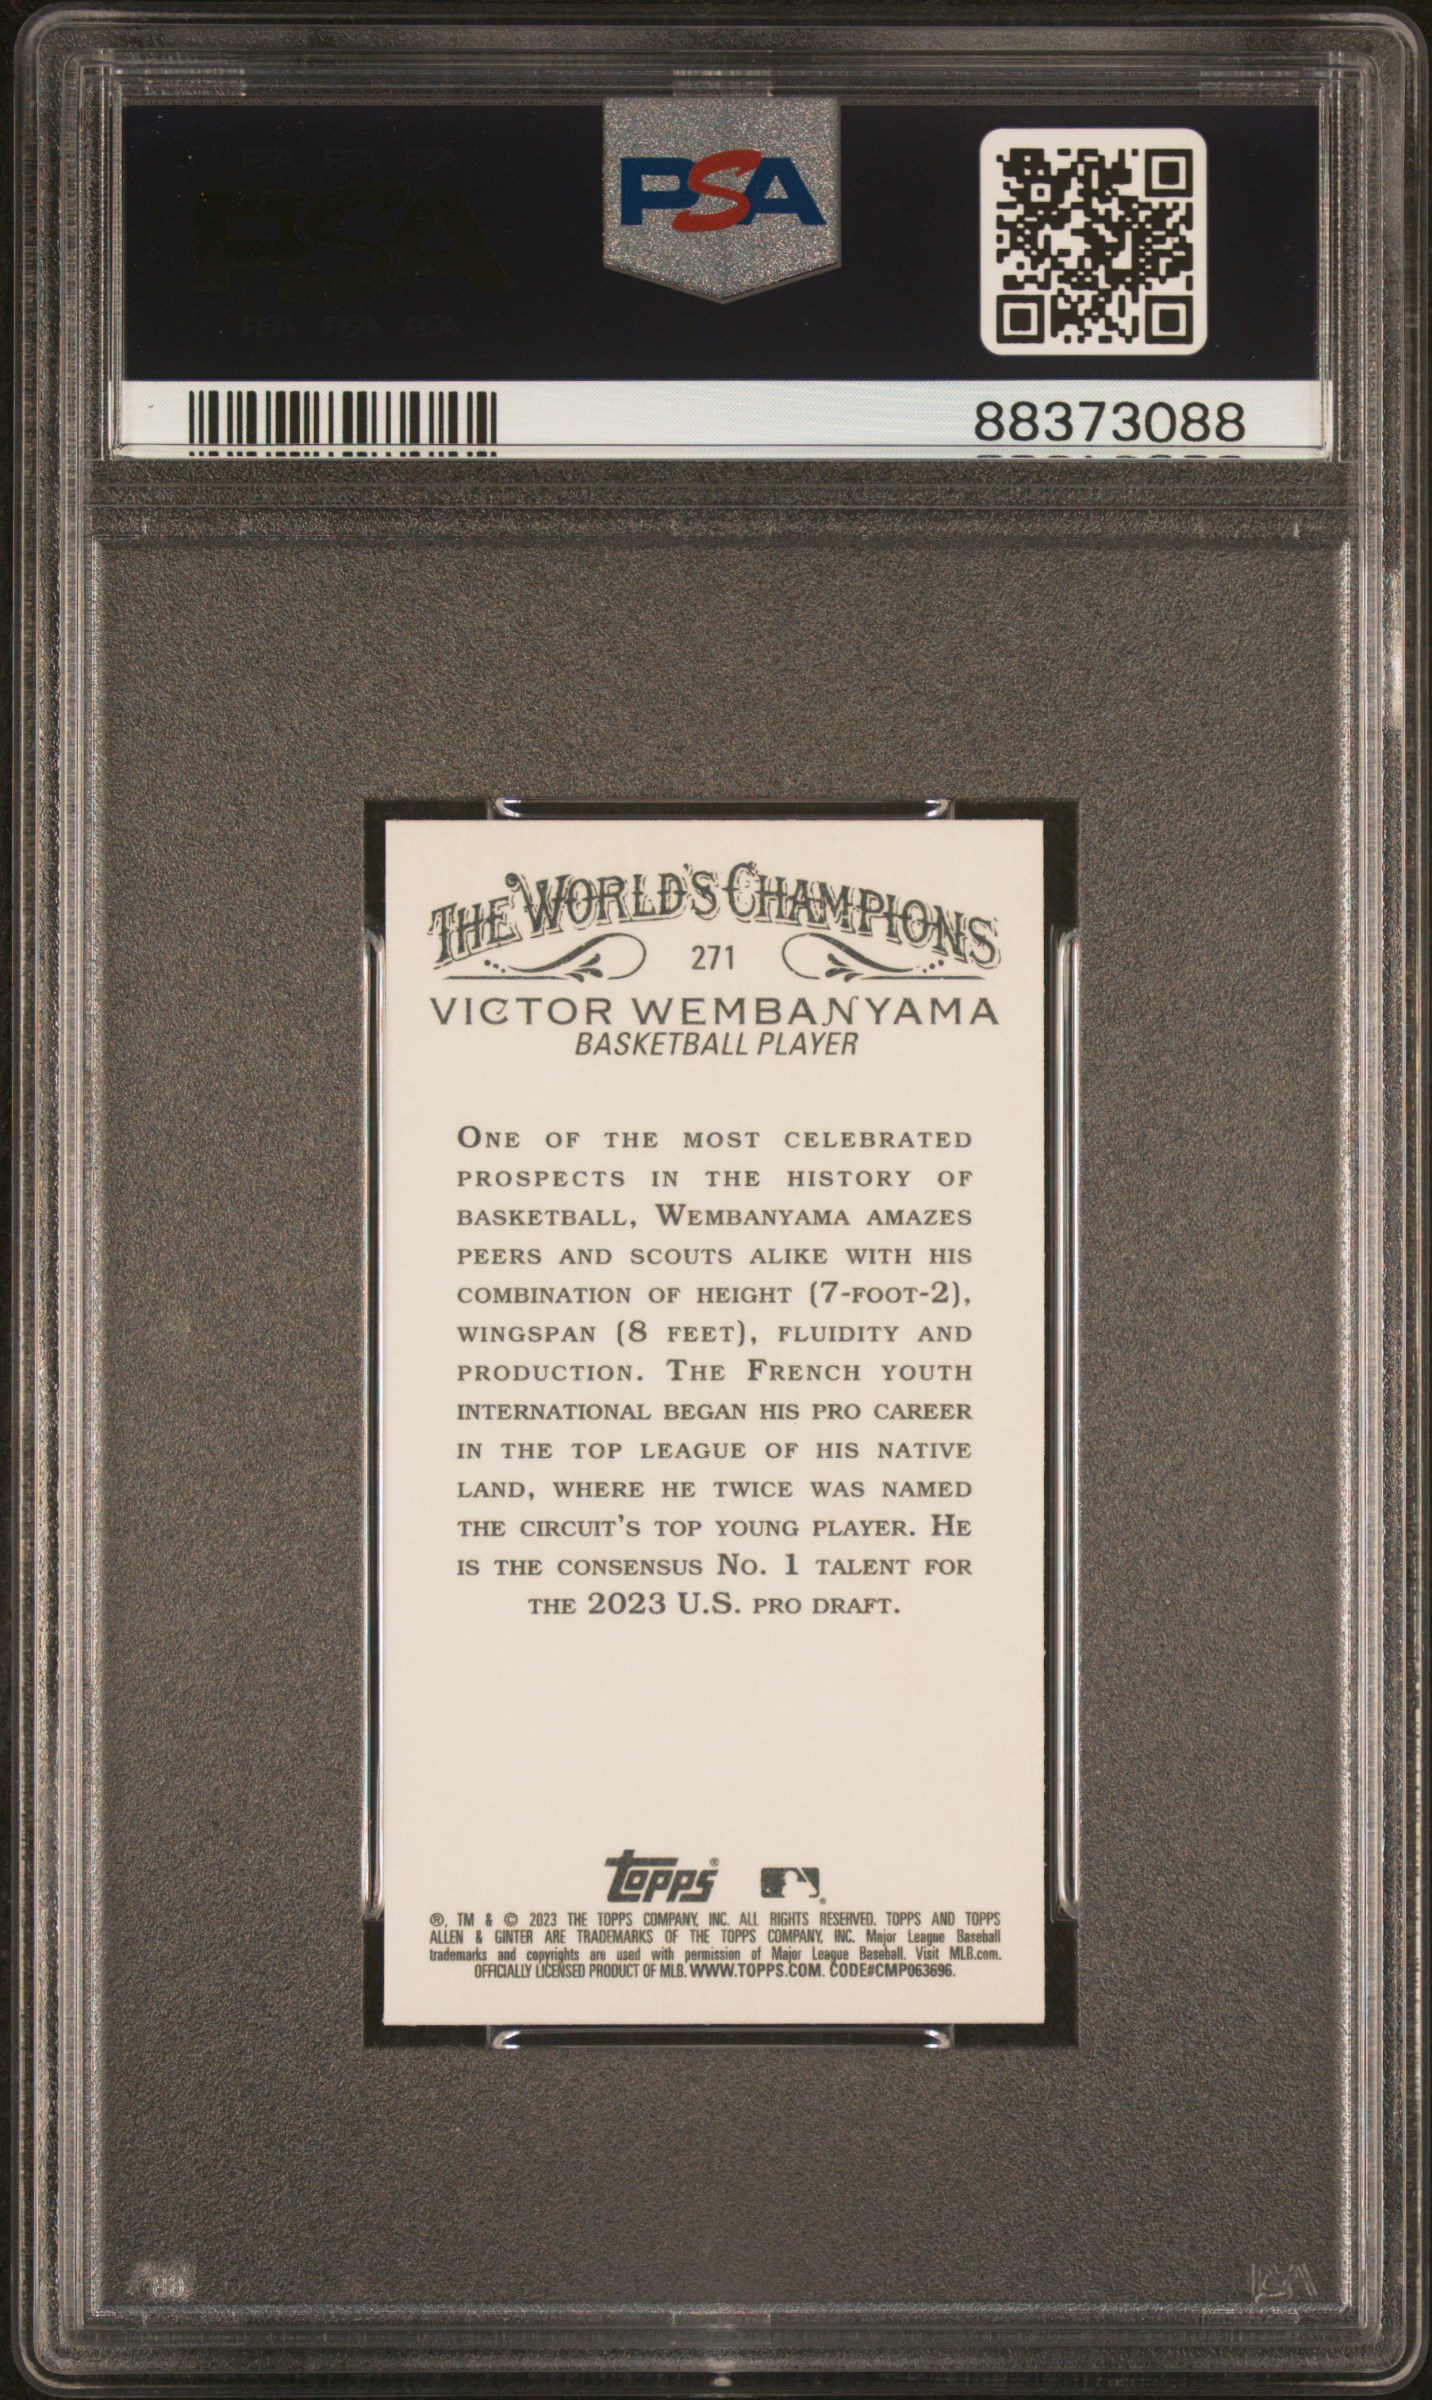 PSA
88373088
THE WORLD'S CHAMPIONS
271
VICTOR WEMBANYAMA
BASKETBALL PLAYER
ONE OF THE MOST CELEBRATED
PROSPECTS IN THE HISTORY OF
BASKETBALL, WEMBANYAMA AMAZES
PEERS AND SCOUTS ALIKE WITH HIS
COMBINATION OF HEIGHT (7-FOOT-2),
WINGSPAN (8 FEET), FLUIDITY AND
PRODUCTION. THE FRENCH YOUTH
INTERNATIONAL BEGAN HIS PRO CAREER
IN THE TOP LEAGUE OF HIS NATIVE
LAND, WHERE HE TWICE WAS NAMED
THE CIRCUIT'S TOP YOUNG PLAYER. HE
IS THE CONSENSUS NO. 1 TALENT FOR
THE 2023 U.S. PRO DRAFT.
Topps®
®, TM & © 2023 THE TOPPS COMPANY, INC. ALL RIGHTS RESERVED. TOPPS AND TOPPS
ALLEN & GINTER ARE TRADEMARKS OF THE TOPPS COMPANY, INC. Major League Baseball
trademarks and copyrights are used with permission of Major League Baseball. Visit MLB.com.
OFFICIALLY LICENSED PRODUCT OF MLB. WWW.TOPPS.COM. CODE#CMP063696.